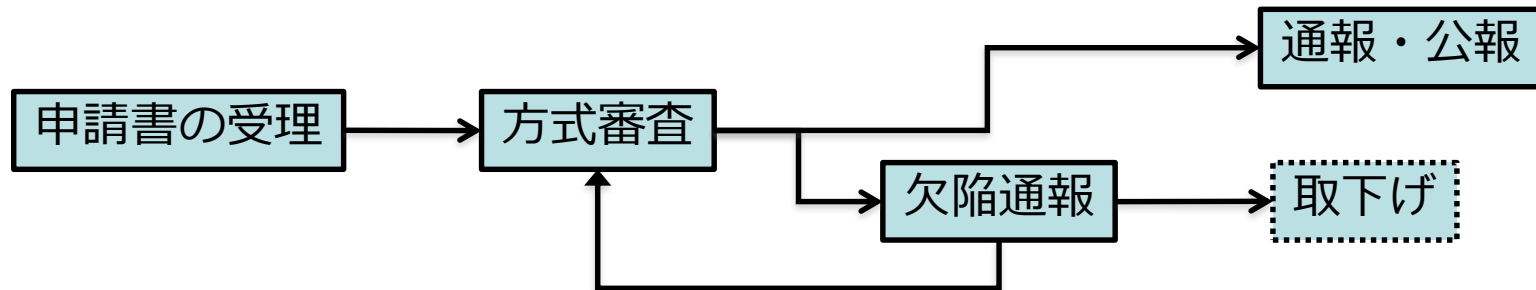 申請書の受理
方式審査
通報・公報
欠陥通報
取下げ